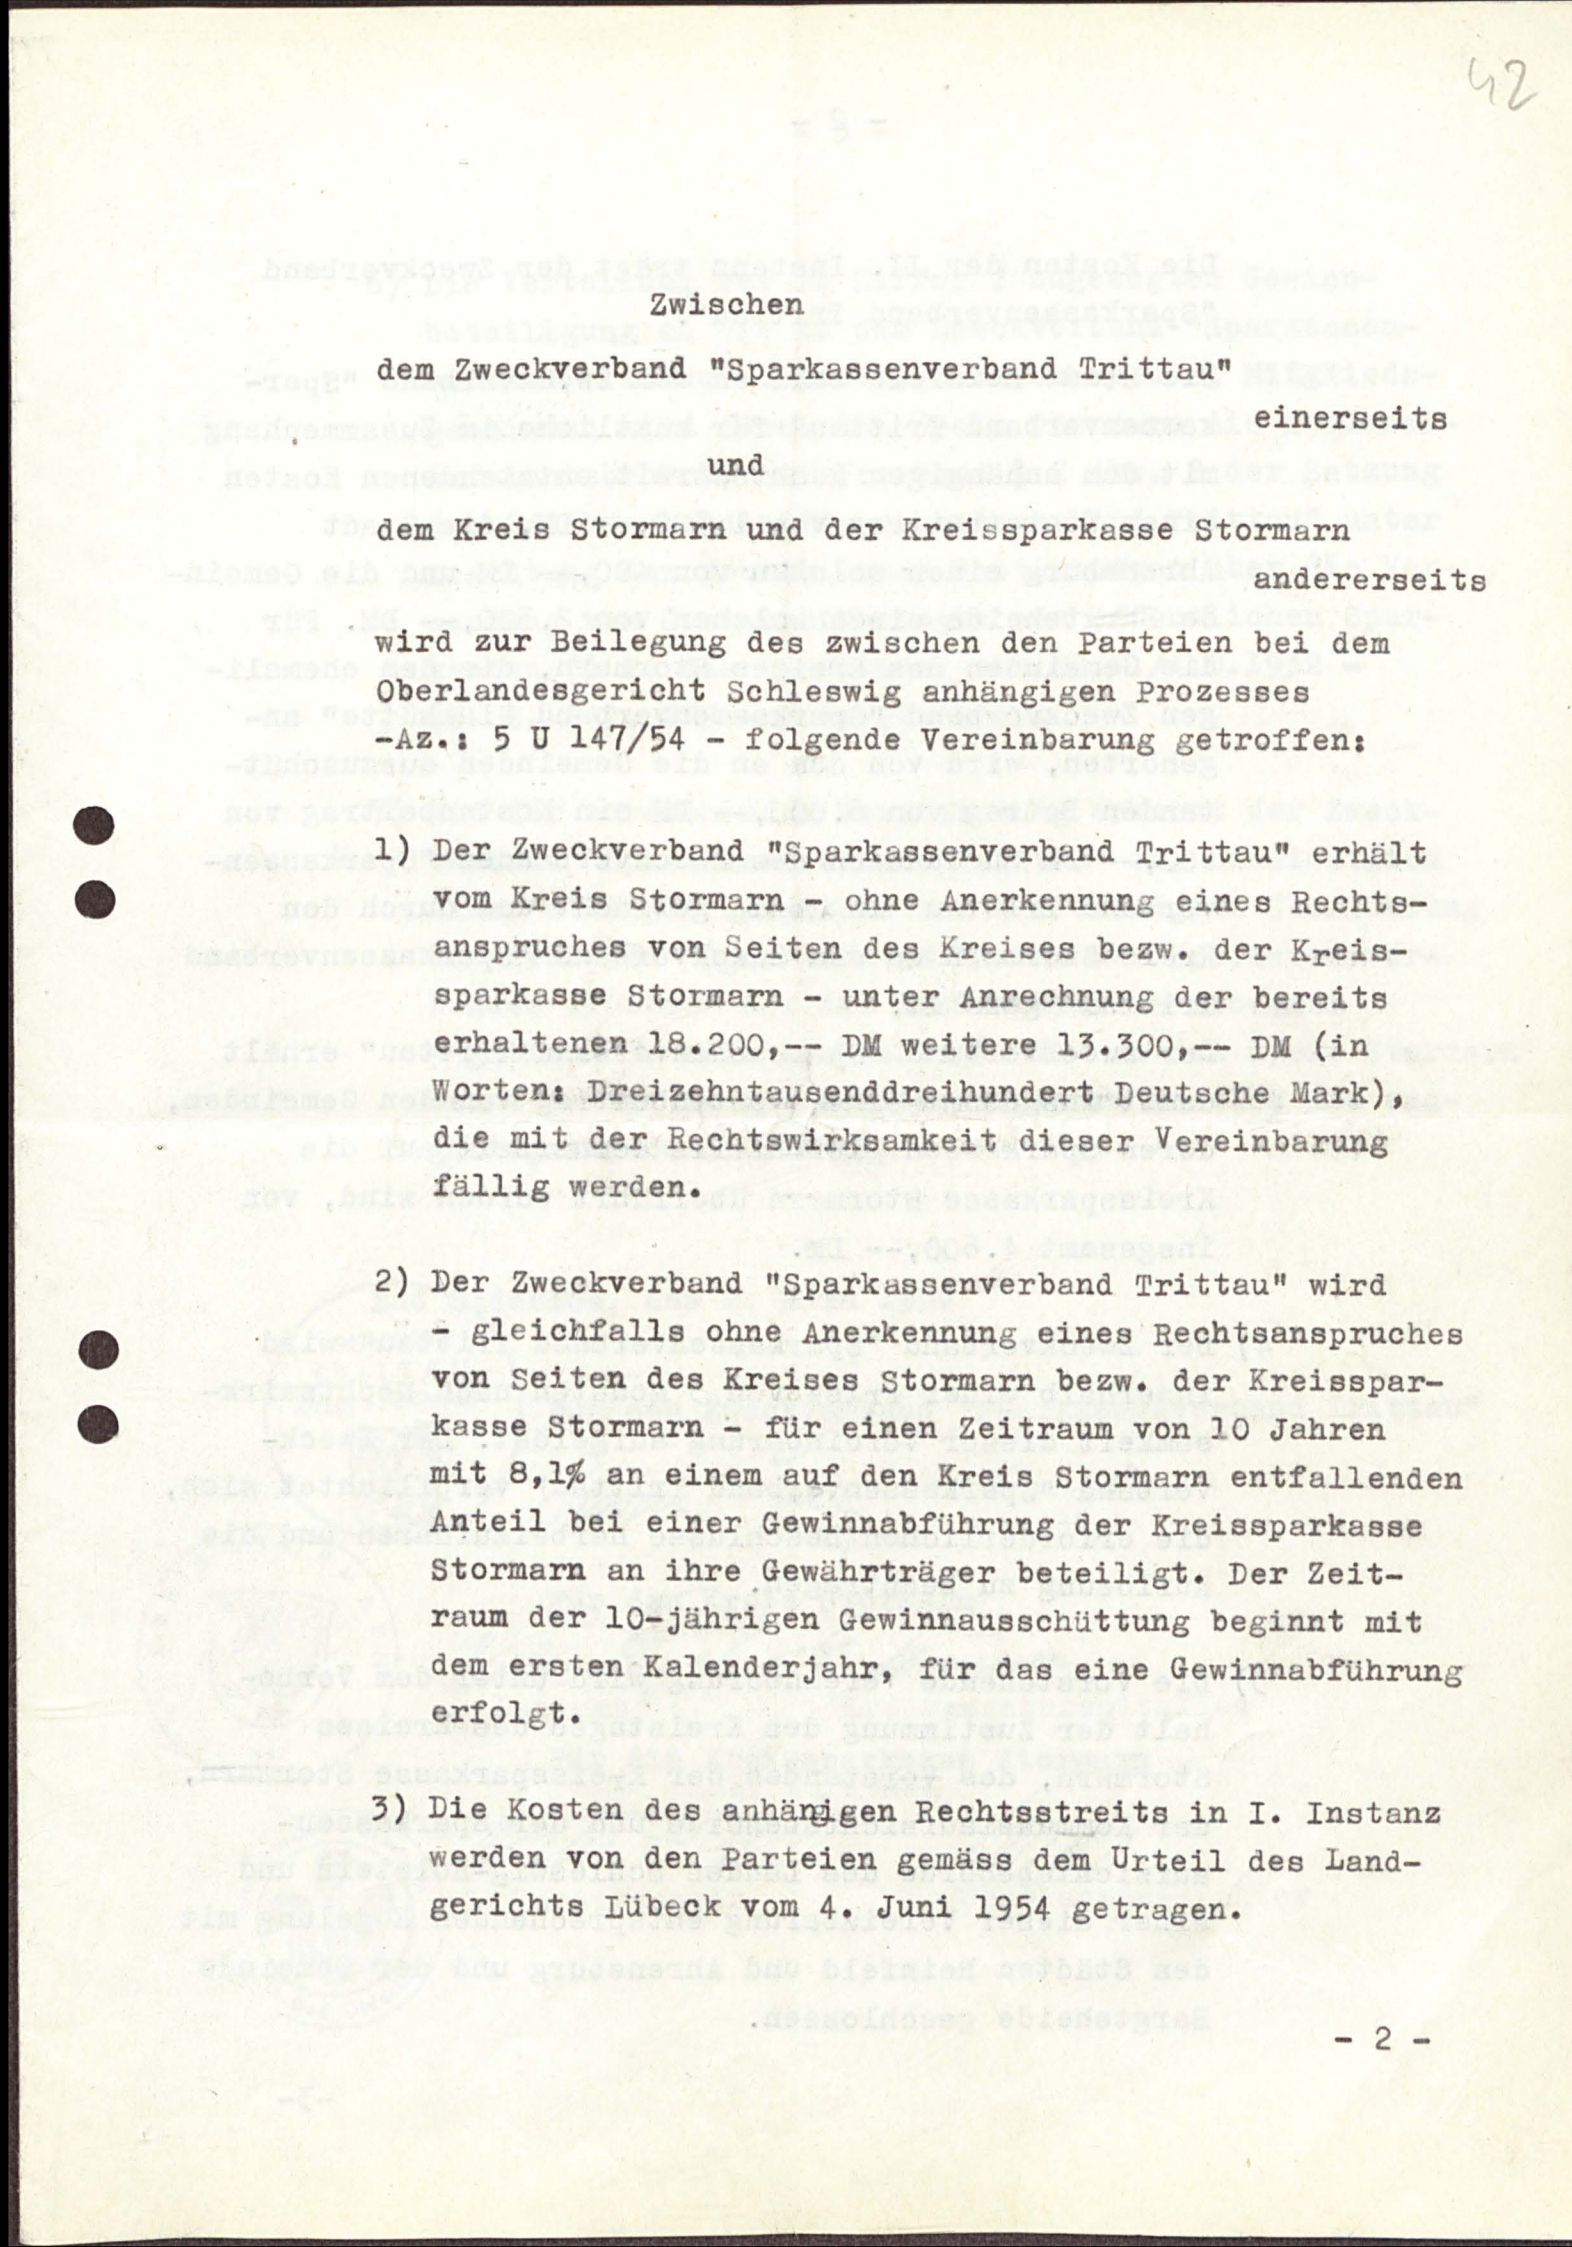 42
Zwischen
dem Zweckverband "Sparkassenverband Trittau"
einerseits
und
dem Kreis Stormarn und der Kreissparkasse Stormarn
andererseits
wird zur Beilegung des zwischen den Parteien bei dem
Oberlandesgericht Schleswig anhängigen Prozesses
-Az.: 5 U 147/54 - folgende Vereinbarung getroffen:
1) Der Zweckverband "Sparkassenverband Trittau" erhält
vom Kreis Stormarn - ohne Anerkennung eines Rechts-
anspruches von Seiten des Kreises bezw. der Kreis-
sparkasse Stormarn - unter Anrechnung der bereits
erhaltenen 18.200,-- DM weitere 13.300,-- DM (in
Worten: Dreizehntausenddreihundert Deutsche Mark),
die mit der Rechtswirksamkeit dieser Vereinbarung
fällig werden.
2) Der Zweckverband "Sparkassenverband Trittau" wird
- gleichfalls ohne Anerkennung eines Rechtsanspruches
von Seiten des Kreises Stormarn bezw. der Kreisspar-
kasse Stormarn - für einen Zeitraum von 10 Jahren
mit 8,1% an einem auf den Kreis Stormarn entfallenden
Anteil bei einer Gewinnabführung der Kreissparkasse
Stormarn an ihre Gewährträger beteiligt. Der Zeit-
raum der 10-jährigen Gewinnausschüttung beginnt mit
dem ersten Kalenderjahr, für das eine Gewinnabführung
erfolgt.
3) Die Kosten des anhängigen Rechtsstreits in I. Instanz
werden von den Parteien gemäss dem Urteil des Land-
gerichts Lübeck vom 4. Juni 1954 getragen.
- 2 -